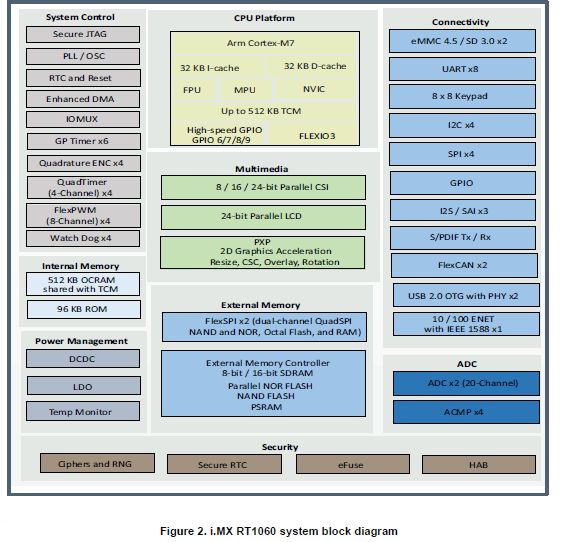 System Control
Secure JTAG
PLL / OSC
RTC and Reset
Enhanced DMA
IOMUX
GP Timer x6
Quadrature ENC x4
QuadTimer
(4-Channel) x4
FlexPWM
(8-Channel) x4
Watch Dog x4
Internal Memory
512 KB OCRAM
shared with TCM
96 KB ROM
Power Management
DCDC
LDO
Temp Monitor
CPU Platform
Arm Cortex-M7
32 KB I-cache
32 KB D-cache
FPU
MPU
NVIC
Up to 512 KB TCM
High-speed GPIO
GPIO 6/7/8/9
FLEXIO3
Multimedia
8 / 16 / 24-bit Parallel CSI
24-bit Parallel LCD
PXP
2D Graphics Acceleration
Resize, CSC, Overlay, Rotation
External Memory
FlexSPI x2 (dual-channel QuadSPI
NAND and NOR, Octal Flash, and RAM)
External Memory Controller
8-bit / 16-bit SDRAM
Parallel NOR FLASH
NAND FLASH
PSRAM
Connectivity
eMMC 4.5 / SD 3.0 x2
UART x8
8 x 8 Keypad
I2C x4
SPI x4
GPIO
I2S / SAI x3
S/PDIF Tx / Rx
FlexCAN x2
USB 2.0 OTG with PHY x2
10 / 100 ENET
with IEEE 1588 x1
ADC
ADC x2 (20-Channel)
ACMP x4
Security
Ciphers and RNG
Secure RTC
eFuse
HAB
Figure 2. i.MX RT1060 system block diagram